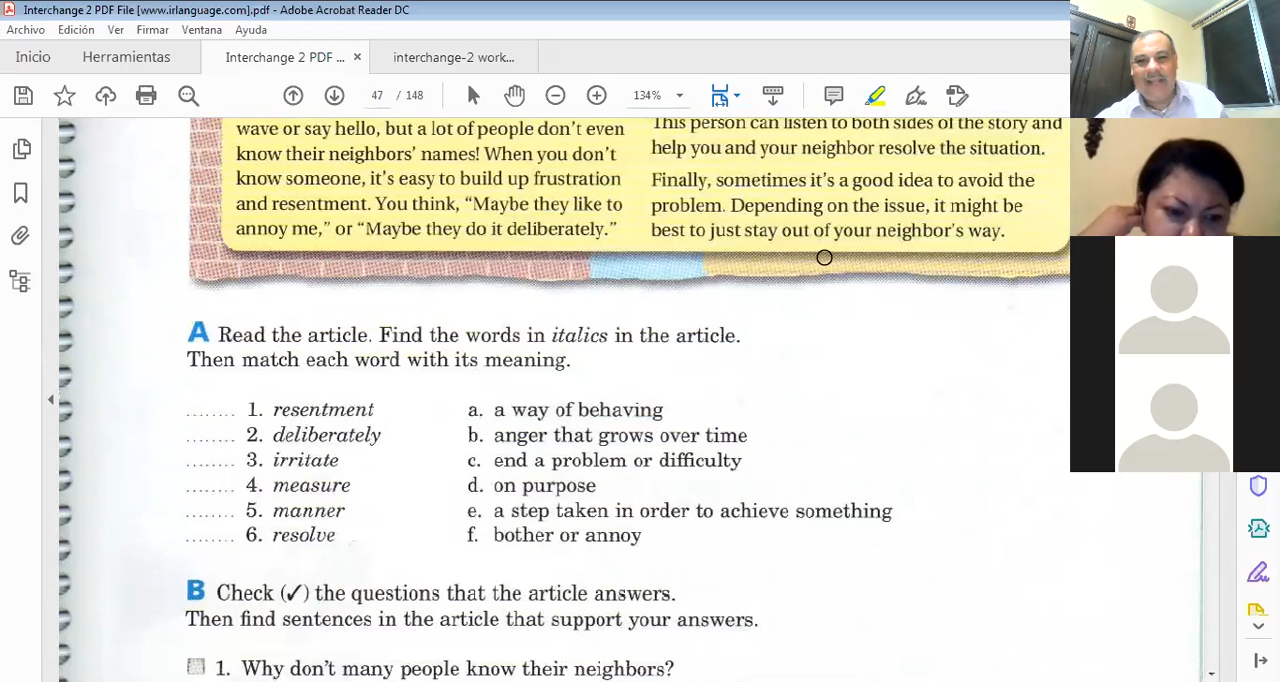 Interchange 2 PDF File [www.irlanguage.com].pdf - Adobe Acrobat Reader DC
Archivo Edición Ver Firmar Ventana Ayuda
Inicio Herramientas Interchange 2 PDF ... × interchange-2 work...
47 / 148 134%
wave or say hello, but a lot of people don't even
know their neighbors' names! When you don't
know someone, it's easy to build up frustration
and resentment. You think, "Maybe they like to
annoy me," or "Maybe they do it deliberately."
This person can listen to both sides of the story and
help you and your neighbor resolve the situation.
Finally, sometimes it's a good idea to avoid the
problem. Depending on the issue, it might be
best to just stay out of your neighbor's way.
A Read the article. Find the words in italics in the article.
Then match each word with its meaning.
........ 1. resentment a. a way of behaving
........ 2. deliberately b. anger that grows over time
........ 3. irritate c. end a problem or difficulty
........ 4. measure d. on purpose
........ 5. manner e. a step taken in order to achieve something
........ 6. resolve f. bother or annoy
B Check (✓) the questions that the article answers.
Then find sentences in the article that support your answers.
1. Why don't many people know their neighbors?